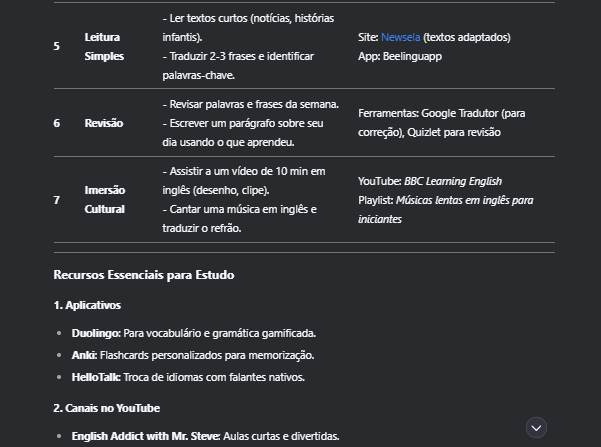 5 Leitura Simples - Ler textos curtos (notícias, histórias infantis). - Traduzir 2-3 frases e identificar palavras-chave. Site: Newsela (textos adaptados) App: Beelinguapp
6 Revisão - Revisar palavras e frases da semana. - Escrever um parágrafo sobre seu dia usando o que aprendeu. Ferramentas: Google Tradutor (para correção), Quizlet para revisão
7 Imersão Cultural - Assistir a um vídeo de 10 min em inglês (desenho, clipe). - Cantar uma música em inglês e traduzir o refrão. YouTube: BBC Learning English Playlist: Músicas lentas em inglês para iniciantes
Recursos Essenciais para Estudo
1. Aplicativos
• Duolingo: Para vocabulário e gramática gamificada.
• Anki: Flashcards personalizados para memorização.
• HelloTalk: Troca de idiomas com falantes nativos.
2. Canais no YouTube
• English Addict with Mr. Steve: Aulas curtas e divertidas.